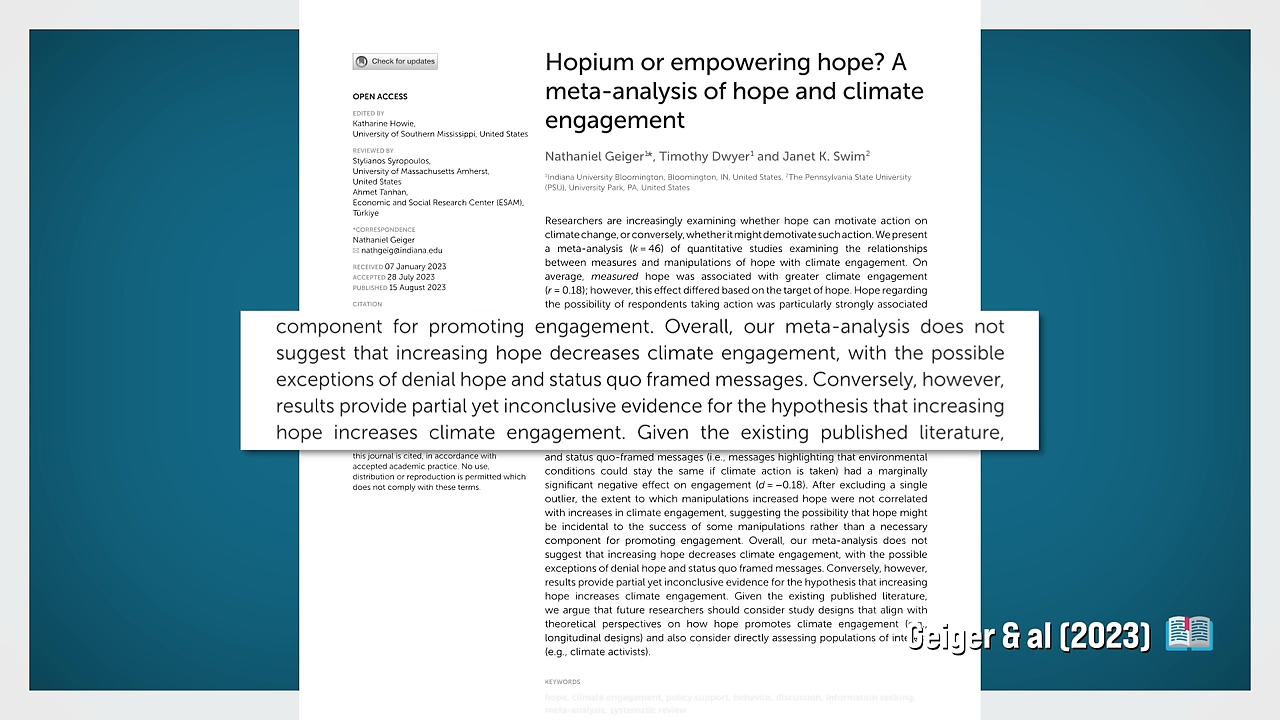 Check for updates
OPEN ACCESS
EDITED BY
Katharine Howie,
University of Southern Mississippi, United States
REVIEWED BY
Stylianos Syropoulos,
University of Massachusetts Amherst,
United States
Ahmet Tanhan,
Economic and Social Research Center (ESAM),
Türkiye
*CORRESPONDENCE
Nathaniel Geiger
nathgeig@indiana.edu
RECEIVED 07 January 2023
ACCEPTED 28 July 2023
PUBLISHED 15 August 2023
CITATION
this journal is cited, in accordance with
accepted academic practice. No use,
distribution or reproduction is permitted which
does not comply with these terms.
Hopium or empowering hope? A
meta-analysis of hope and climate
engagement
Nathaniel Geiger1*, Timothy Dwyer1 and Janet K. Swim2
1Indiana University Bloomington, Bloomington, IN, United States, 2The Pennsylvania State University
(PSU), University Park, PA, United States
Researchers are increasingly examining whether hope can motivate action on
climate change, or conversely, whether it might demotivate such action. We present
a meta-analysis (k = 46) of quantitative studies examining the relationships
between measures and manipulations of hope with climate engagement. On
average, measured hope was associated with greater climate engagement
(r = 0.18); however, this effect differed based on the target of hope. Hope regarding
the possibility of respondents taking action was particularly strongly associated
component for promoting engagement. Overall, our meta-analysis does not
suggest that increasing hope decreases climate engagement, with the possible
exceptions of denial hope and status quo framed messages. Conversely, however,
results provide partial yet inconclusive evidence for the hypothesis that increasing
hope increases climate engagement. Given the existing published literature,
and status quo-framed messages (i.e., messages highlighting that environmental
conditions could stay the same if climate action is taken) had a marginally
significant negative effect on engagement (d = −0.18). After excluding a single
outlier, the extent to which manipulations increased hope were not correlated
with increases in climate engagement, suggesting the possibility that hope might
be incidental to the success of some manipulations rather than a necessary
component for promoting engagement. Overall, our meta-analysis does not
suggest that increasing hope decreases climate engagement, with the possible
exceptions of denial hope and status quo framed messages. Conversely, however,
results provide partial yet inconclusive evidence for the hypothesis that increasing
hope increases climate engagement. Given the existing published literature,
we argue that future researchers should consider study designs that align with
theoretical perspectives on how hope promotes climate engagement
longitudinal designs) and also consider directly assessing populations of
(e.g., climate activists).
Geiger & al (2023)
KEYWORDS
hope, climate engagement, policy support, behavior, discussion, information seeking,
meta-analysis, systematic review